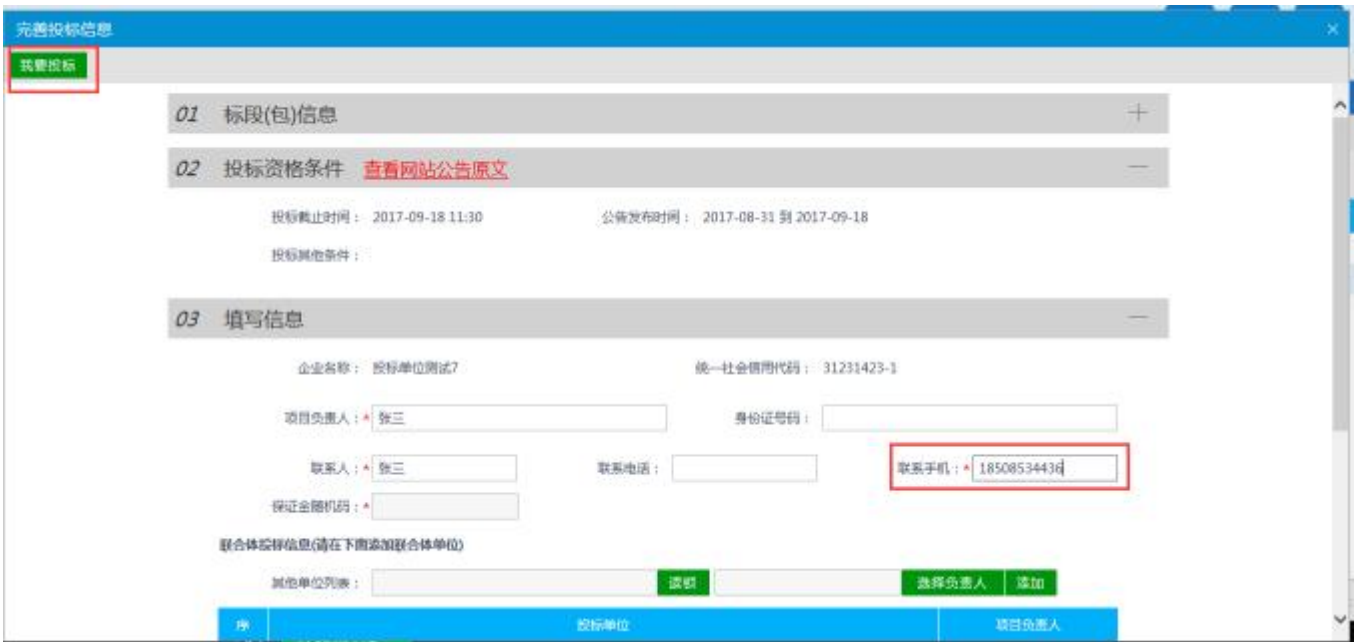 完善投标信息 ×
我要投标
01 标段(包)信息
02 投标资格条件 查看网站公告原文
投标截止时间： 2017-09-18 11:30 公告发布时间： 2017-08-31 到 2017-09-18
投标其他条件：
03 填写信息
企业名称： 投标单位测试7 统一社会信用代码： 31231423-1
项目负责人：* 张三 身份证号码：
联系人：* 张三 联系电话： 联系手机：* 18508534436
保证金随机码：*
联合体投标信息(请在下面添加联合体单位)
其他单位列表： 读锁 选择负责人 添加
序 投标单位 项目负责人